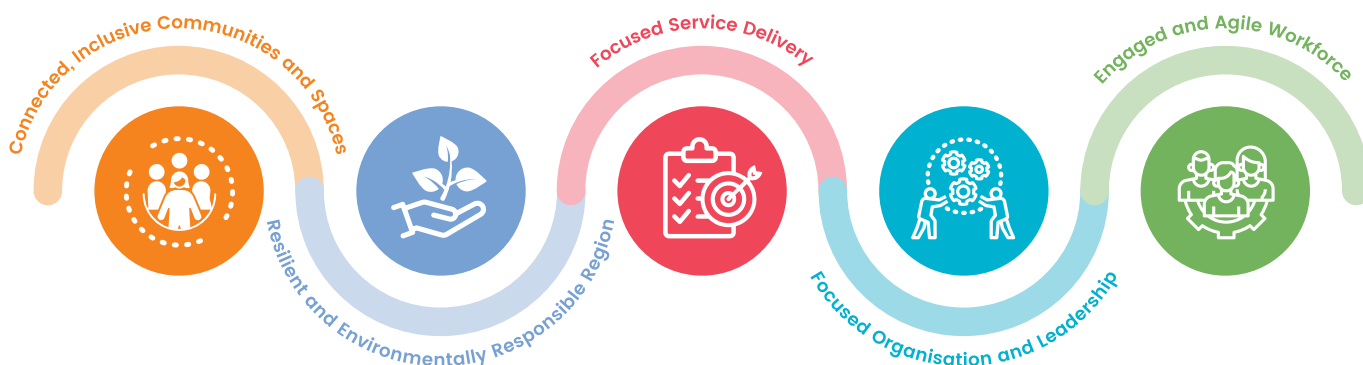 Connected, Inclusive Communities and Spaces
Resilient and Environmentally Responsible Region
Focused Service Delivery
Focused Organisation and Leadership
Engaged and Agile Workforce